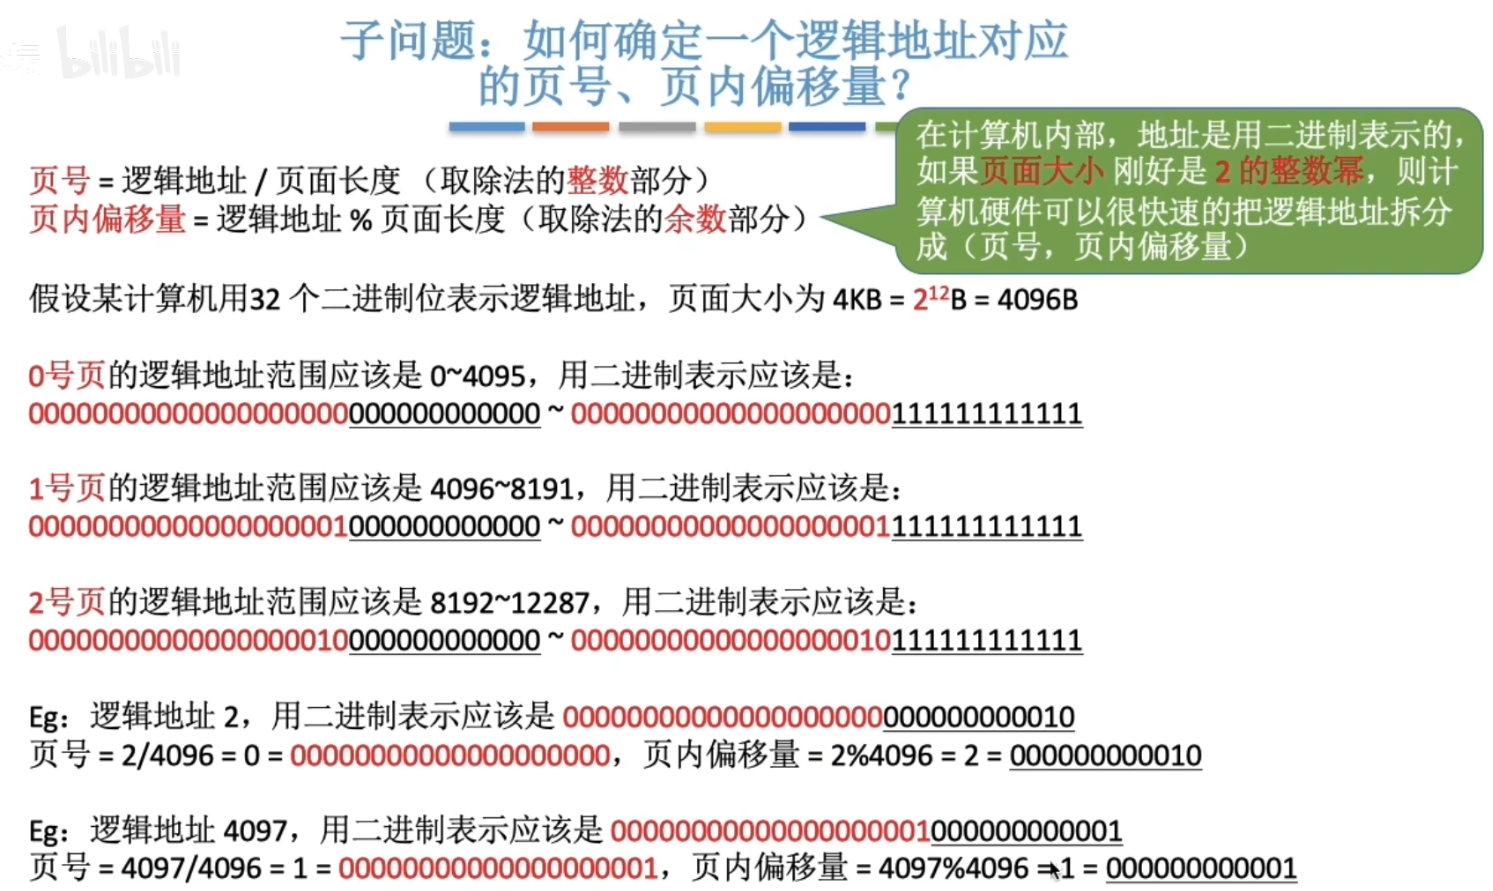 坛 bilibili
子问题：如何确定一个逻辑地址对应
的页号、页内偏移量？
在计算机内部，地址是用二进制表示的，
如果页面大小 刚好是 2 的整数幂，则计
算机硬件可以很快速的把逻辑地址拆分
成（页号，页内偏移量）
页号 = 逻辑地址 / 页面长度 （取除法的整数部分）
页内偏移量 = 逻辑地址 % 页面长度（取除法的余数部分）
假设某计算机用32 个二进制位表示逻辑地址，页面大小为 4KB = 2¹²B = 4096B
0号页的逻辑地址范围应该是 0~4095，用二进制表示应该是：
00000000000000000000000000000000 ~ 00000000000000000000111111111111
1号页的逻辑地址范围应该是 4096~8191，用二进制表示应该是：
00000000000000000001000000000000 ~ 00000000000000000001111111111111
2号页的逻辑地址范围应该是 8192~12287，用二进制表示应该是：
00000000000000000010000000000000 ~ 00000000000000000010111111111111
Eg：逻辑地址 2，用二进制表示应该是 00000000000000000000000000000010
页号 = 2/4096 = 0 = 00000000000000000000，页内偏移量 = 2%4096 = 2 = 000000000010
Eg：逻辑地址 4097，用二进制表示应该是 00000000000000000001000000000001
页号 = 4097/4096 = 1 = 00000000000000000001，页内偏移量 = 4097%4096 = 1 = 000000000001